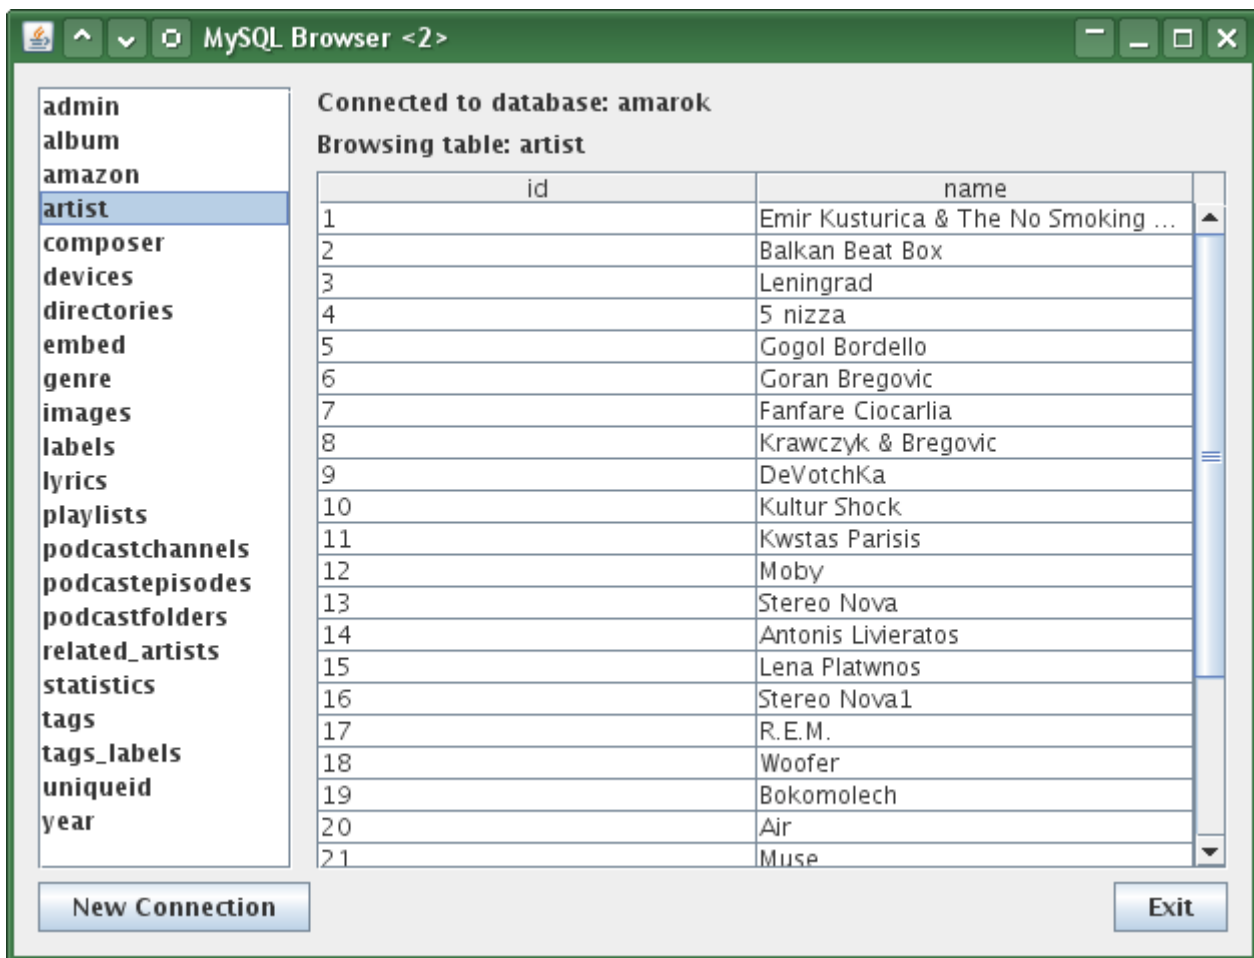 MySQL Browser <2>
admin
album
amazon
artist
composer
devices
directories
embed
genre
images
labels
lyrics
playlists
podcastchannels
podcastepisodes
podcastfolders
related_artists
statistics
tags
tags_labels
uniqueid
year
Connected to database: amarok
Browsing table: artist
id name
1 Emir Kusturica & The No Smoking ...
2 Balkan Beat Box
3 Leningrad
4 5 nizza
5 Gogol Bordello
6 Goran Bregovic
7 Fanfare Ciocarlia
8 Krawczyk & Bregovic
9 DeVotchKa
10 Kultur Shock
11 Kwstas Parisis
12 Moby
13 Stereo Nova
14 Antonis Livieratos
15 Lena Platwnos
16 Stereo Nova1
17 R.E.M.
18 Woofer
19 Bokomolech
20 Air
21 Muse
New Connection
Exit